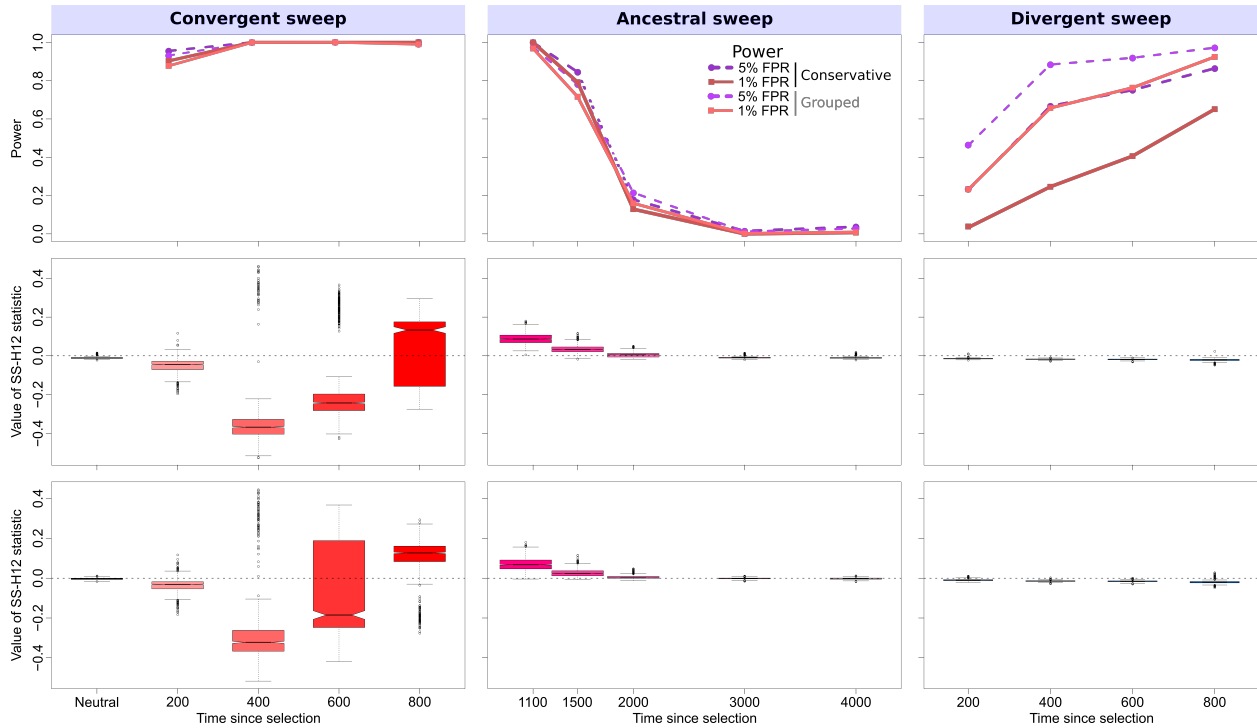 Convergent sweep
Ancestral sweep
Divergent sweep
Power
1.0
0.8
0.6
0.4
0.2
0.0
Power
5% FPR
1% FPR
Conservative
5% FPR
1% FPR
Grouped
Value of SS-H12 statistic
0.4
0.2
0.0
−0.2
−0.4
Value of SS-H12 statistic
0.4
0.2
0.0
−0.2
−0.4
Neutral 200 400 600 800
Time since selection
1100 1500 2000 3000 4000
Time since selection
200 400 600 800
Time since selection